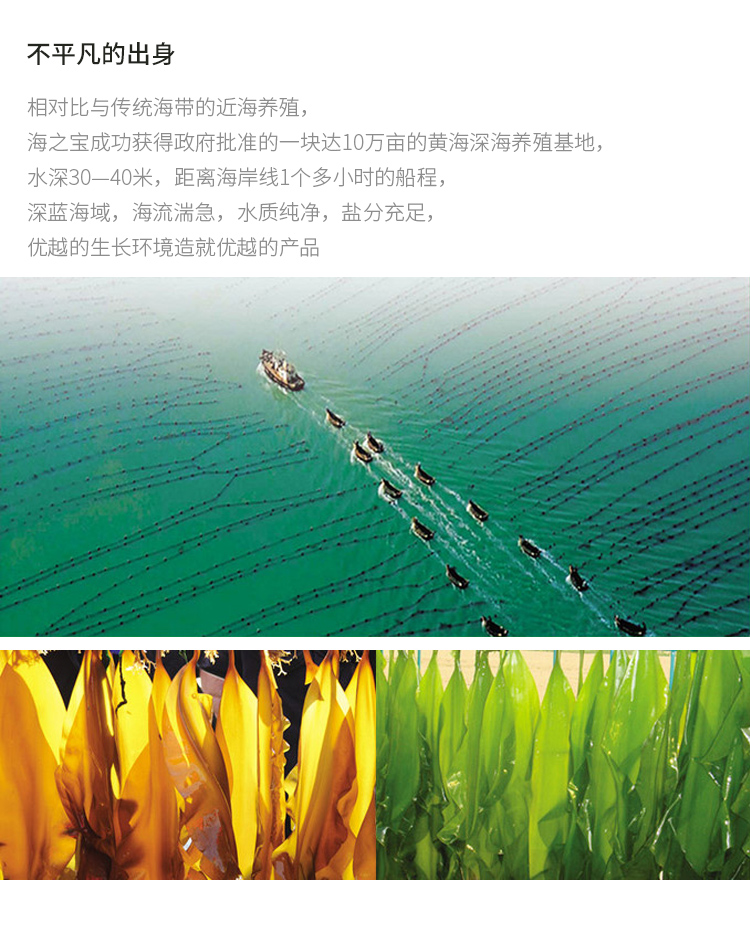 不平凡的出身
相对比与传统海带的近海养殖，
海之宝成功获得政府批准的一块达10万亩的黄海深海养殖基地，
水深30—40米，距离海岸线1个多小时的船程，
深蓝海域，海流湍急，水质纯净，盐分充足，
优越的生长环境造就优越的产品